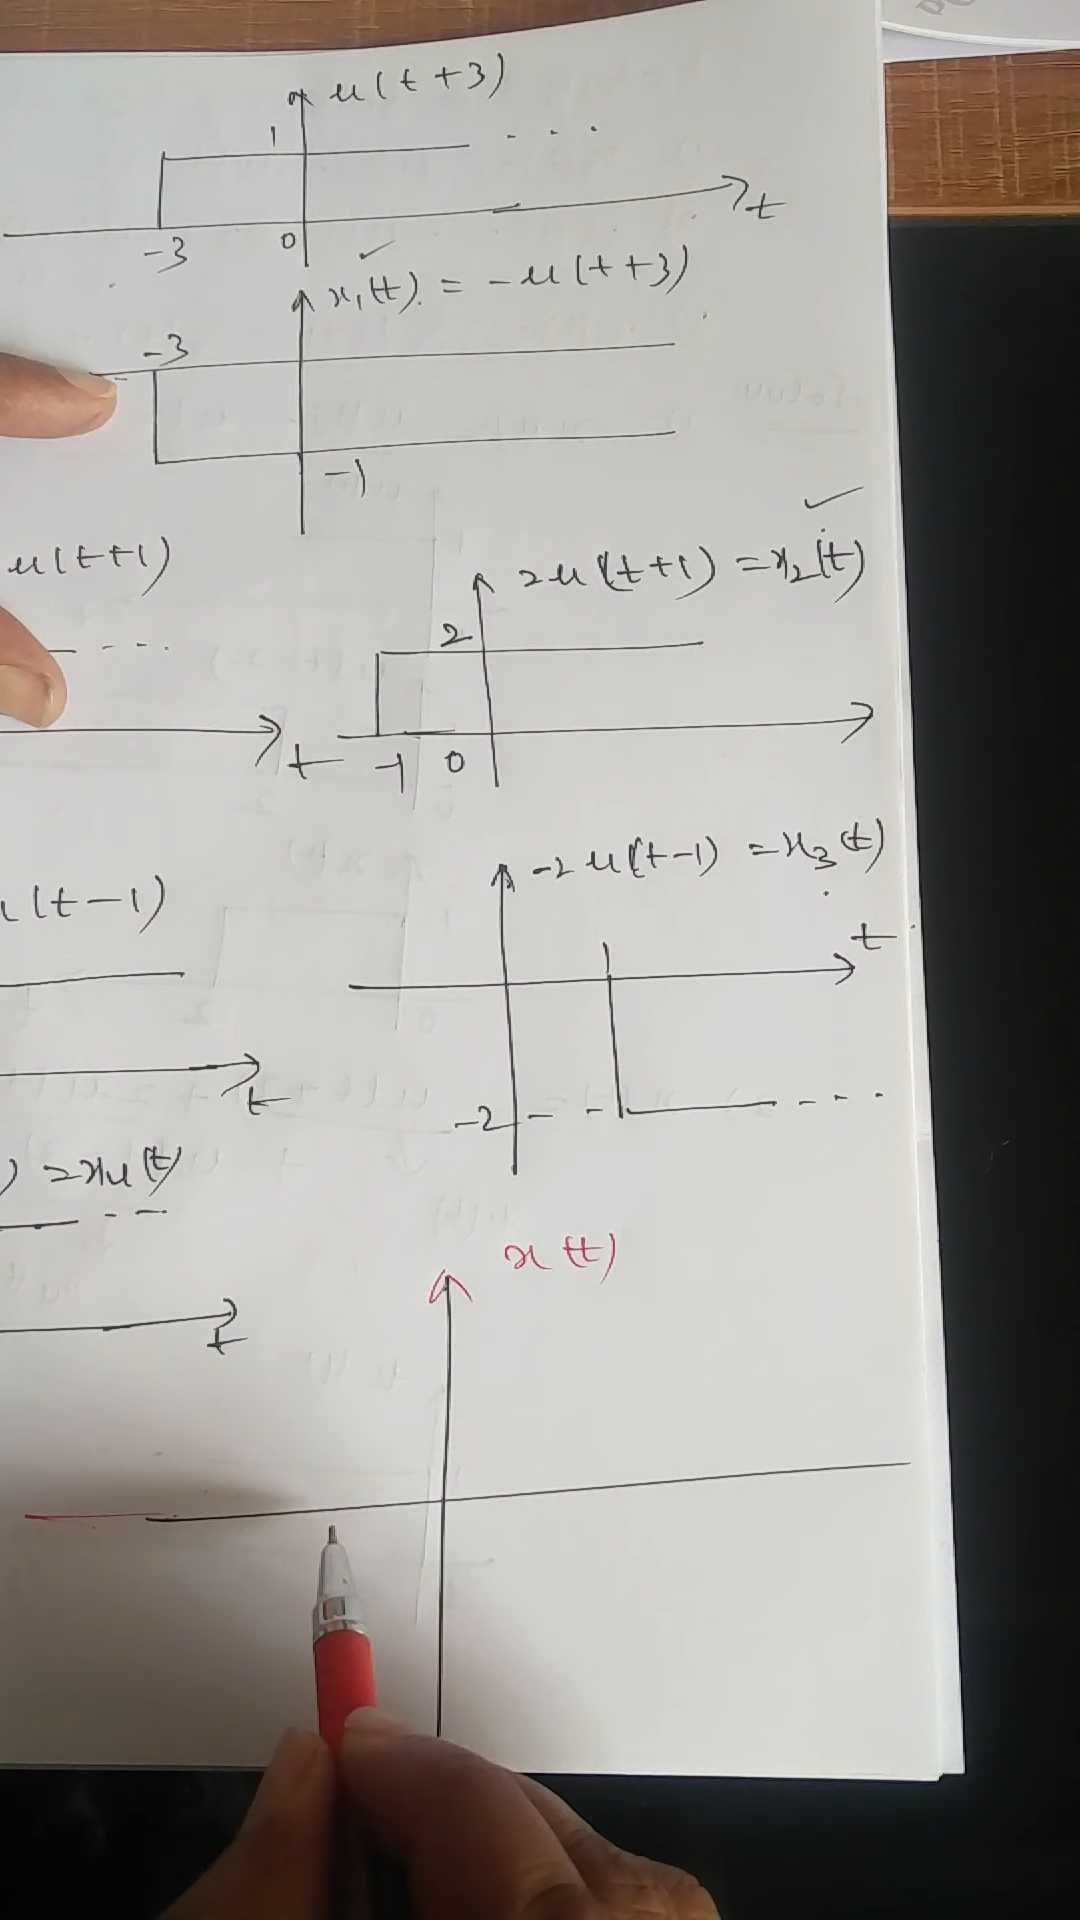 u(t+3)
1 . . . .
t
-3 0
x₁(t) = -u(t+3)
-3
-1
u(t+1)
2u(t+1) = x₂(t)
2
t -1 0
-2u(t-1) = x₃(t)
(t-1)
1 t
t
-2
) = x₄(t)
x(t)
t